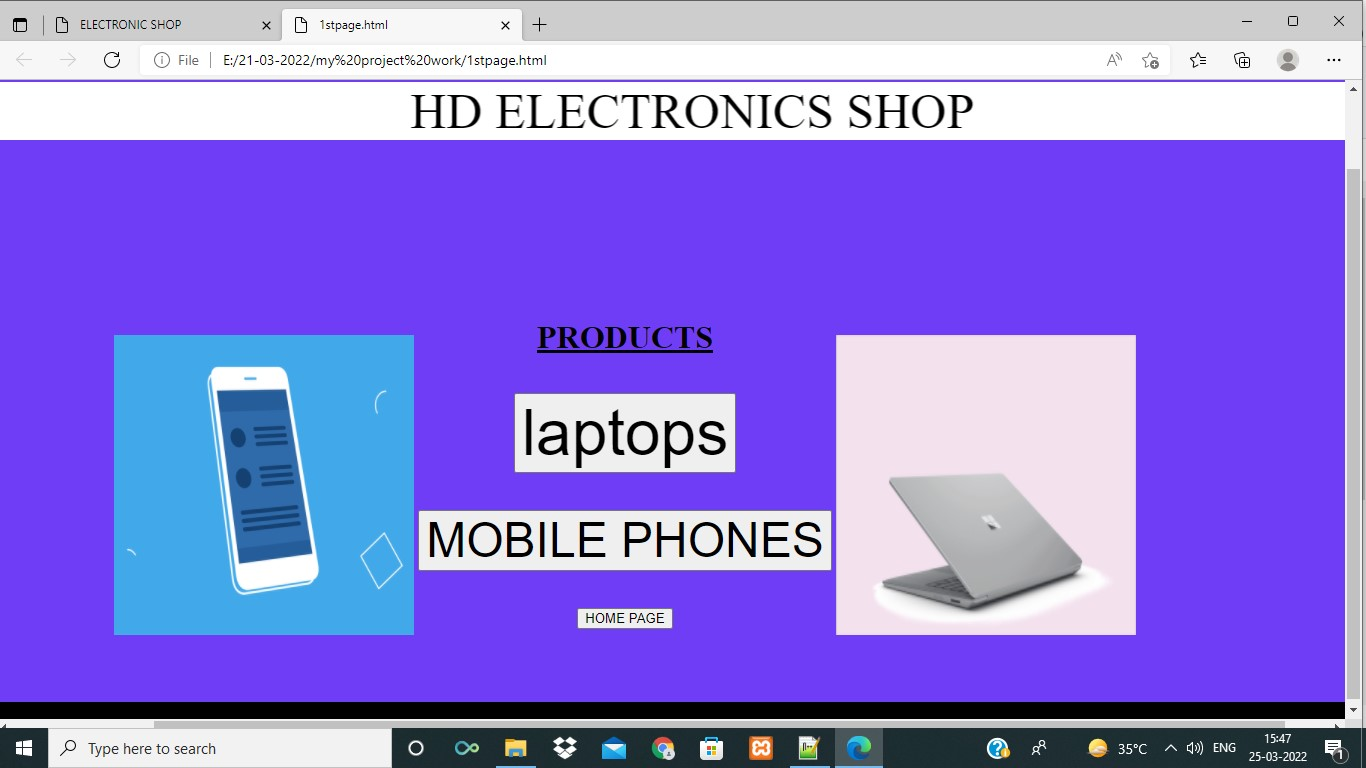 ELECTRONIC SHOP
1stpage.html
File
E:/21-03-2022/my%20project%20work/1stpage.html
HD ELECTRONICS SHOP
PRODUCTS
laptops
MOBILE PHONES
HOME PAGE
Type here to search
35°C
ENG
15:47
25-03-2022
1